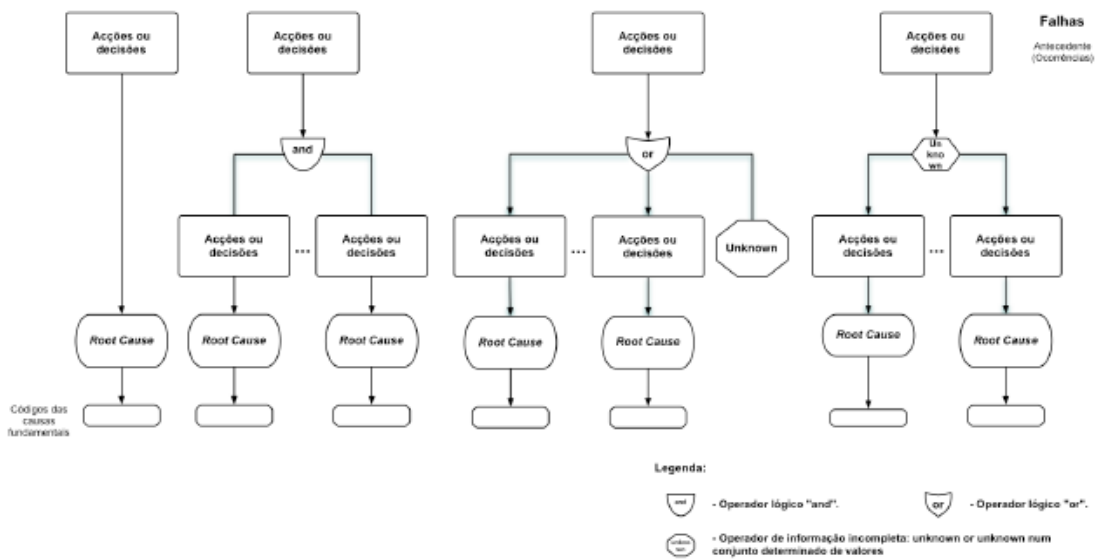 Acções ou
decisões
Acções ou
decisões
Acções ou
decisões
Acções ou
decisões
Falhas
Antecedente
(Ocorrências)
and
or
Un
kno
wn
Acções ou
decisões
...
Acções ou
decisões
Acções ou
decisões
...
Acções ou
decisões
Unknown
Acções ou
decisões
...
Acções ou
decisões
Root Cause
Root Cause
Root Cause
Root Cause
Root Cause
Root Cause
Root Cause
Códigos das
causas
fundamentais
Legenda:
and
- Operador lógico "and".
or
- Operador lógico "or".
- Operador de informação incompleta: unknown or unknown num
conjunto determinado de valores